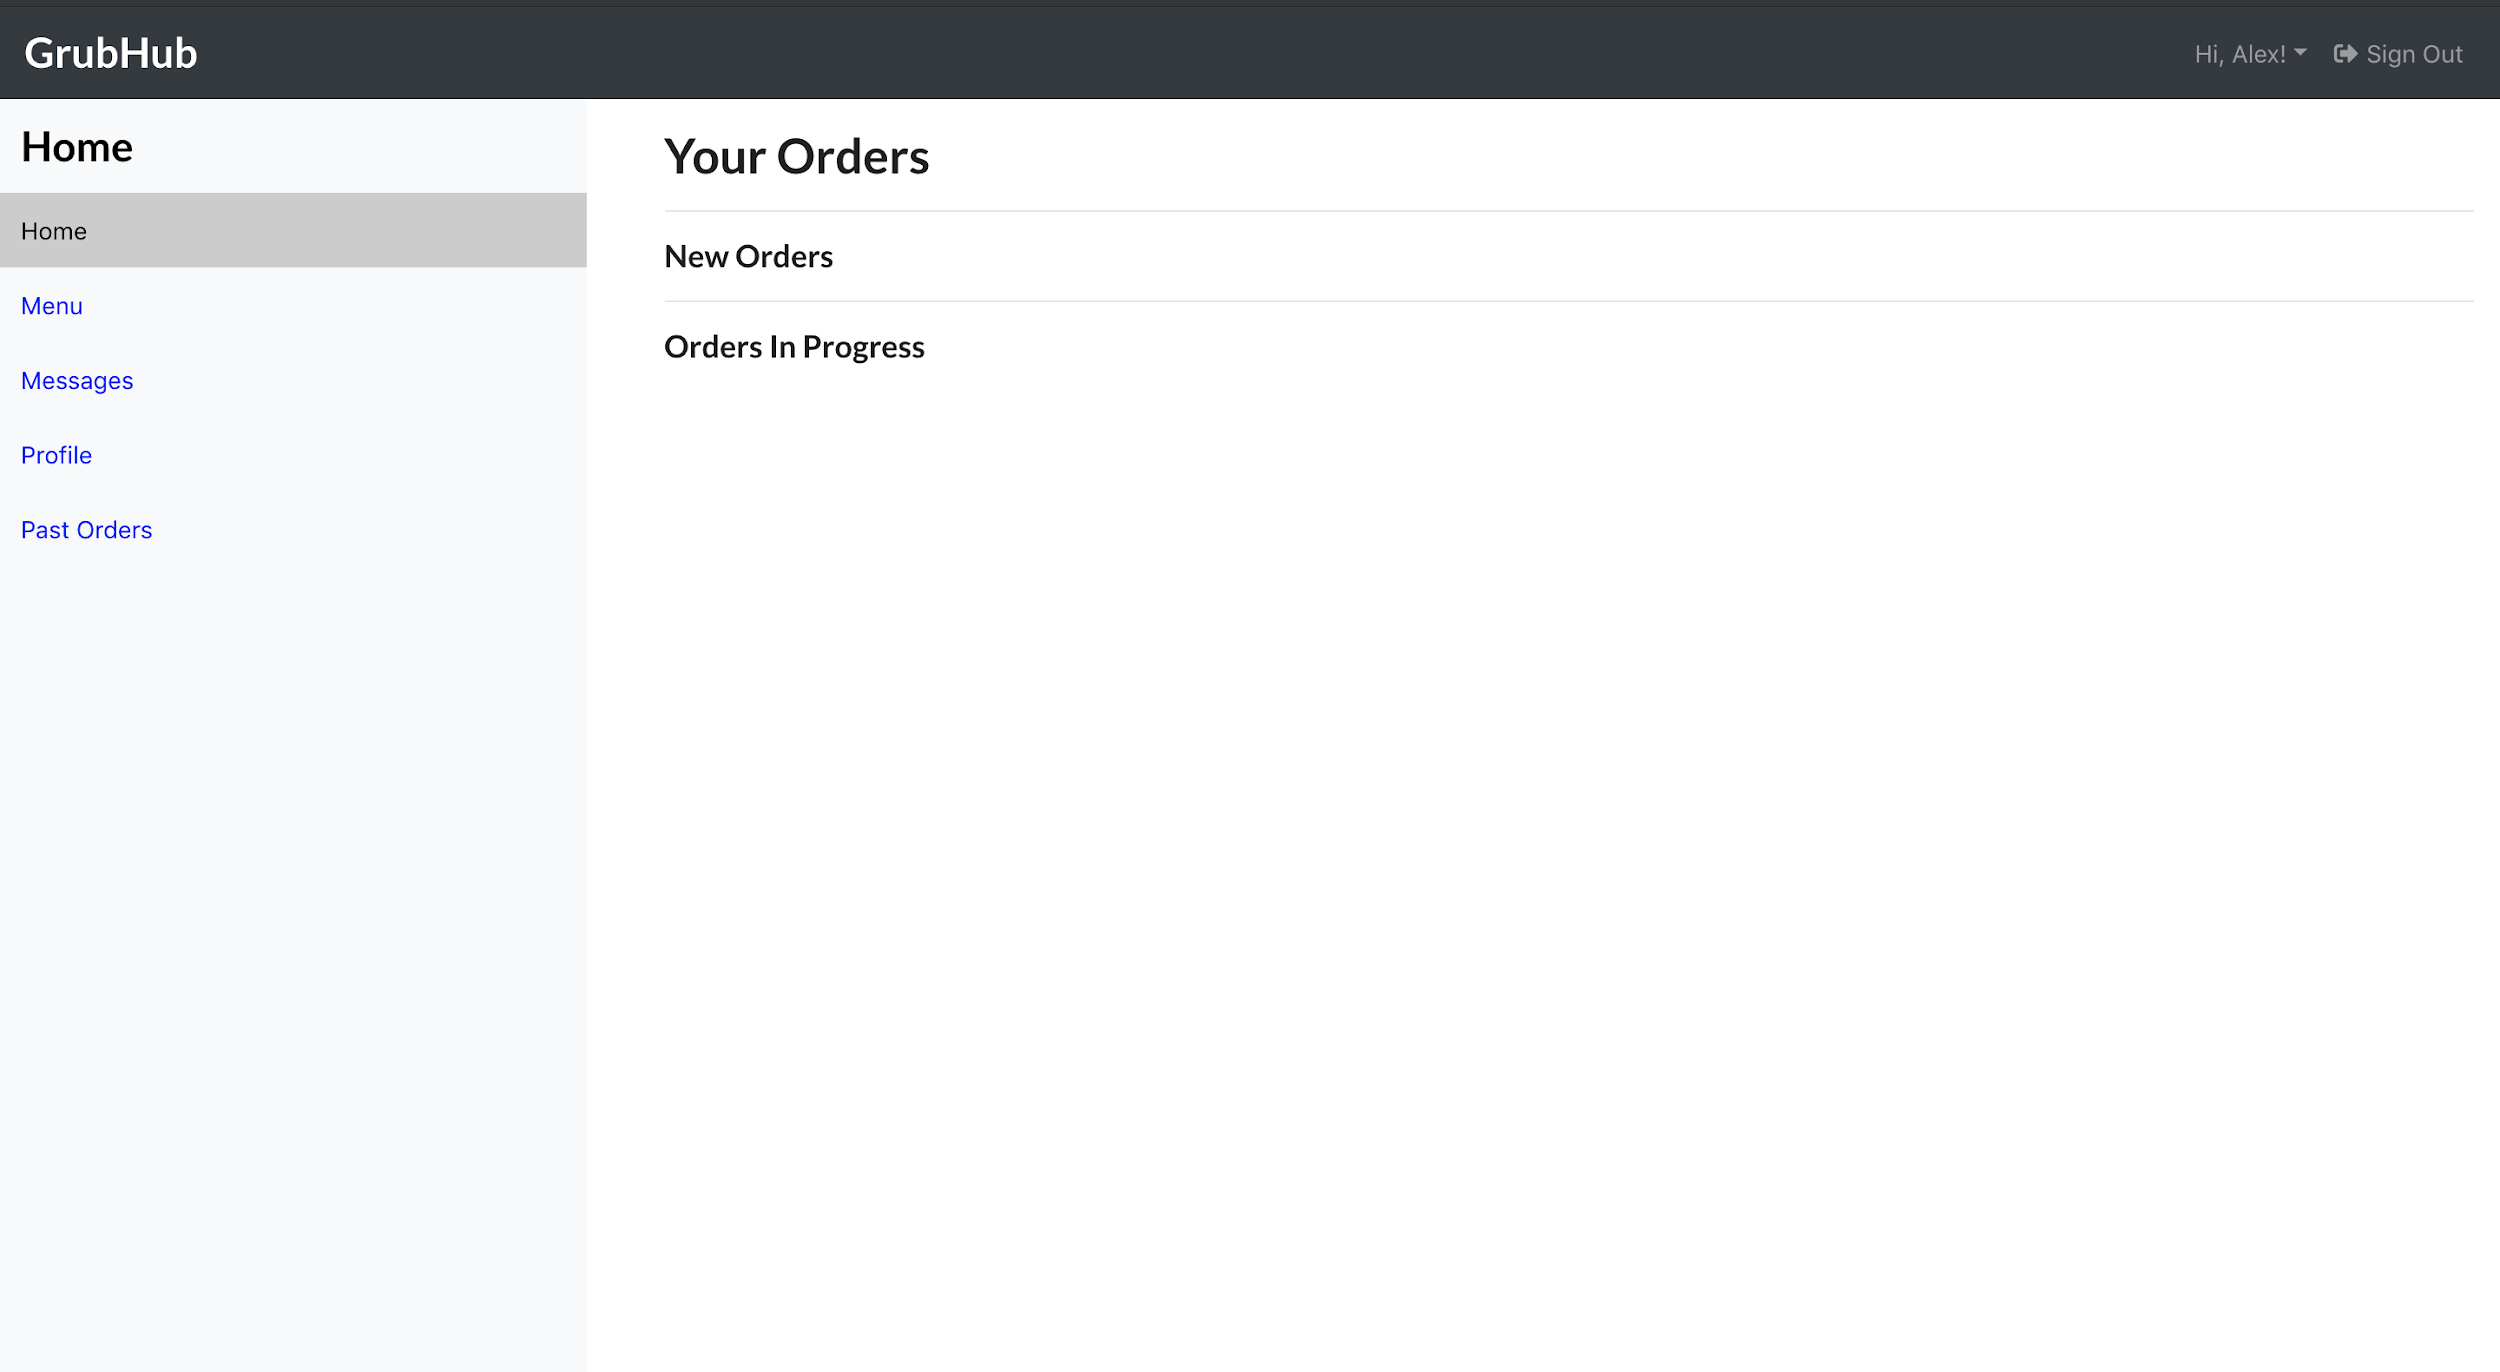 GrubHub
Hi, Alex!
Sign Out
Home
Home
Menu
Messages
Profile
Past Orders
Your Orders
New Orders
Orders In Progress